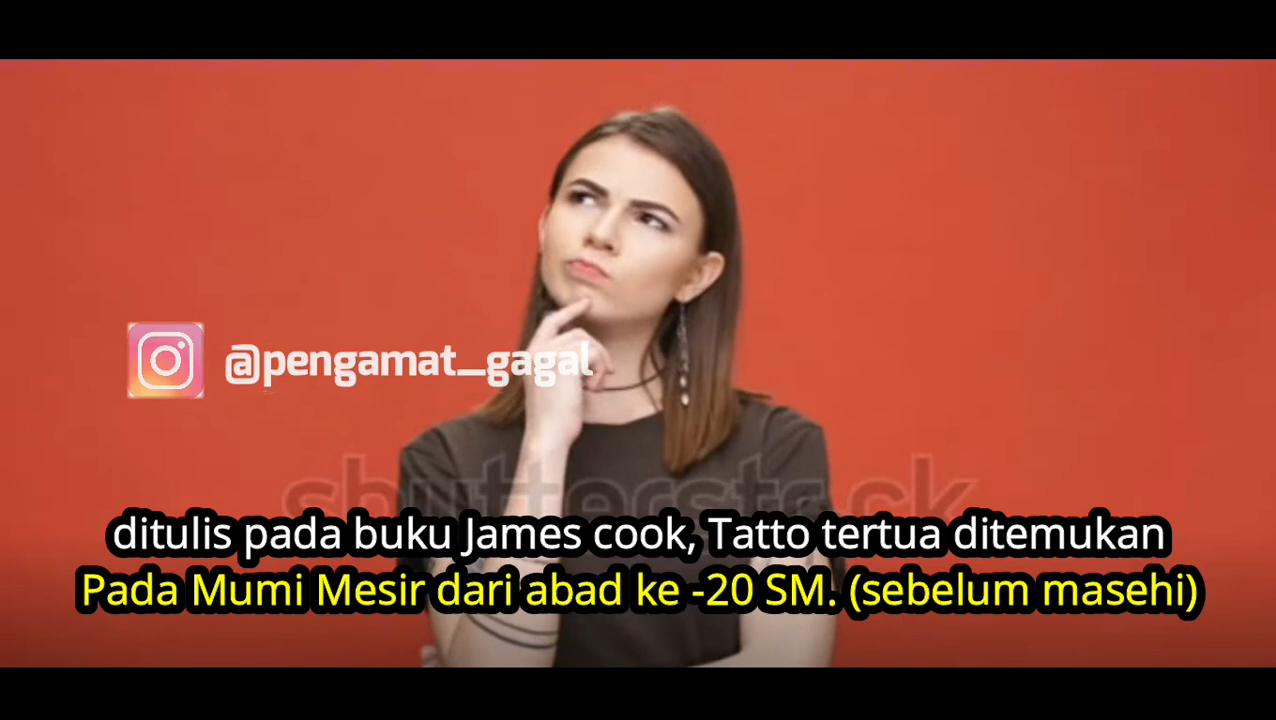 @pengamat_gagal
shutterstock
ditulis pada buku James cook, Tatto tertua ditemukan
Pada Mumi Mesir dari abad ke -20 SM. (sebelum masehi)